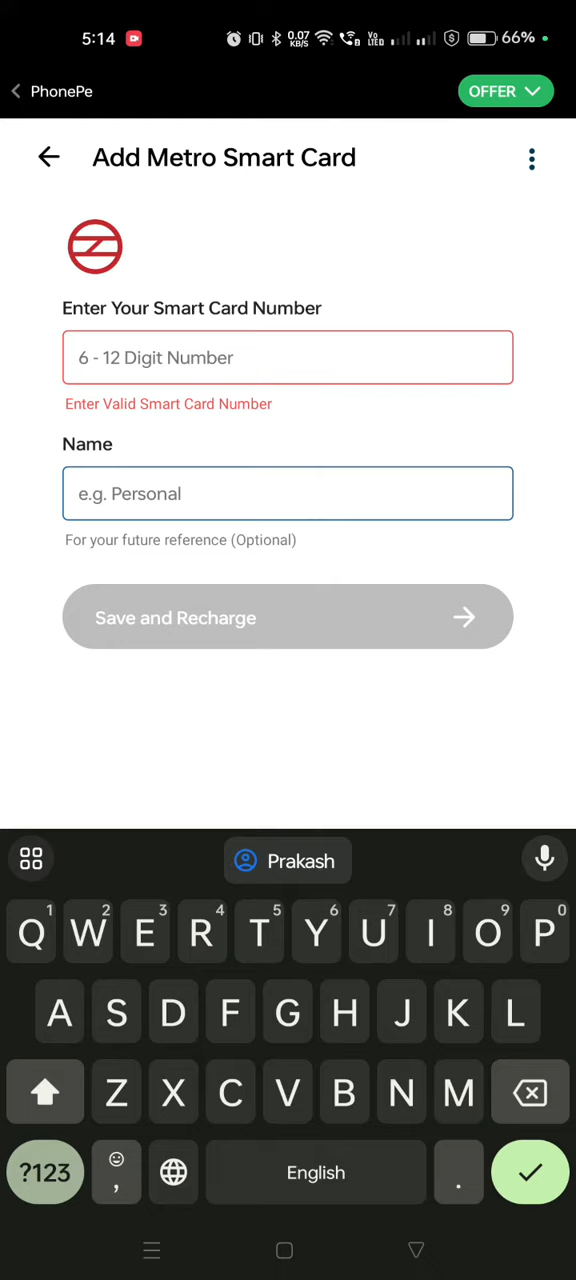 5:14 0.07 KB/S Vo LTE 66%
PhonePe OFFER
Add Metro Smart Card
Enter Your Smart Card Number
6 - 12 Digit Number
Enter Valid Smart Card Number
Name
e.g. Personal
For your future reference (Optional)
Save and Recharge
Prakash
1 2 3 4 5 6 7 8 9 0
Q W E R T Y U I O P
A S D F G H J K L
Z X C V B N M
?123 , English .